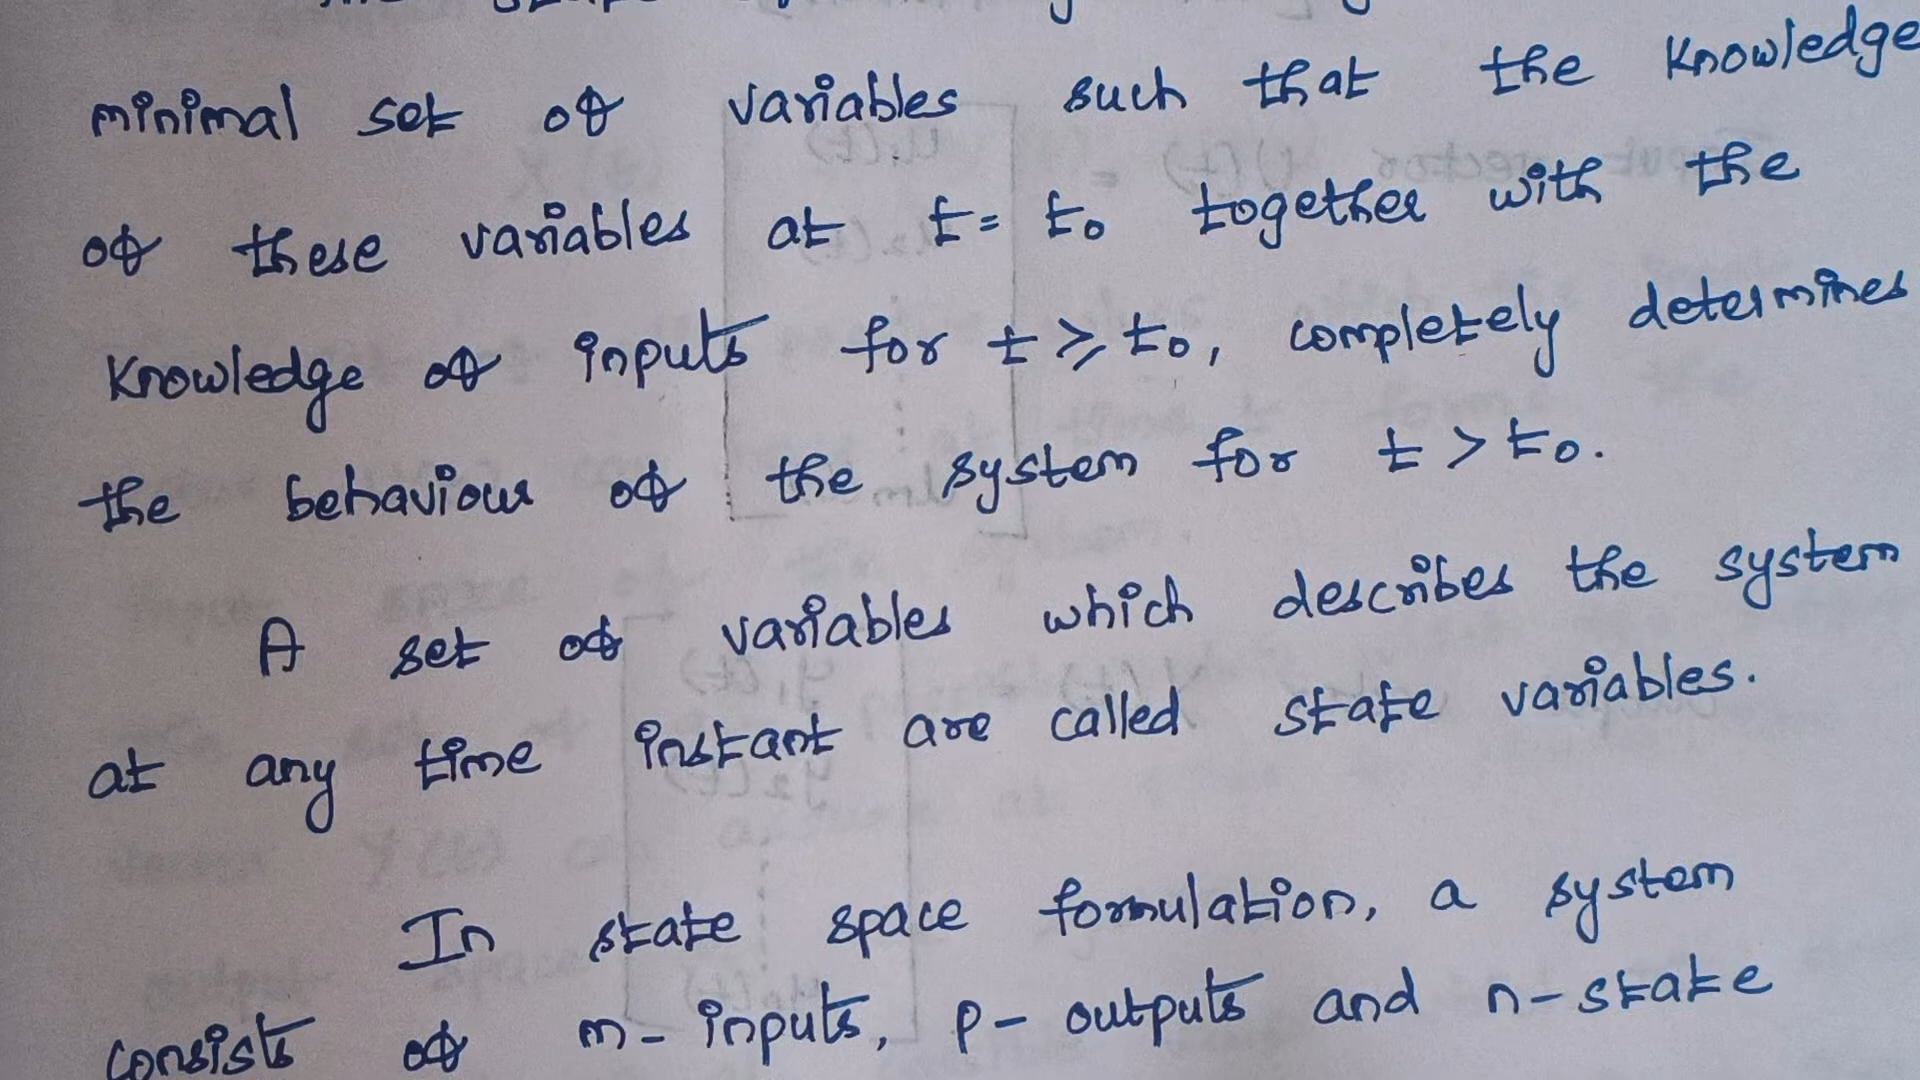 minimal set of variables such that the knowledge
of these variables at t = t₀ together with the
knowledge of inputs for t ≥ t₀, completely determines
the behaviour of the system for t > t₀.
A set of variables which describes the system
at any time instant are called state variables.
In state space formulation, a system
consists of m- inputs, p- outputs and n-state